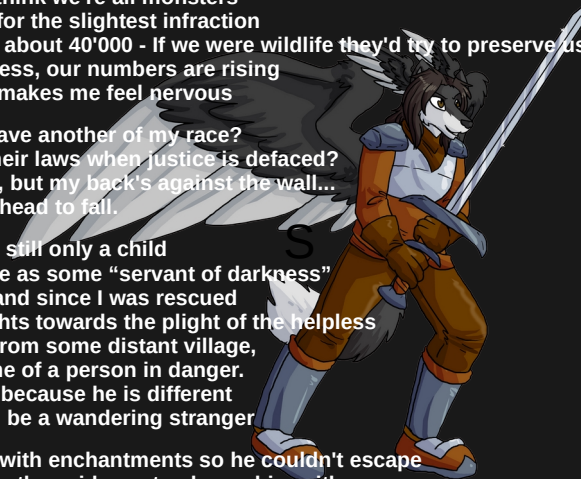 think we're all monsters
for the slightest infraction
about 40'000 - If we were wildlife they'd try to preserve us
ess, our numbers are rising
makes me feel nervous
ave another of my race?
heir laws when justice is defaced?
, but my back's against the wall...
head to fall.
S
still only a child
e as some “servant of darkness”
and since I was rescued
hts towards the plight of the helpless
from some distant village,
ne of a person in danger.
because he is different
be a wandering stranger
with enchantments so he couldn't escape